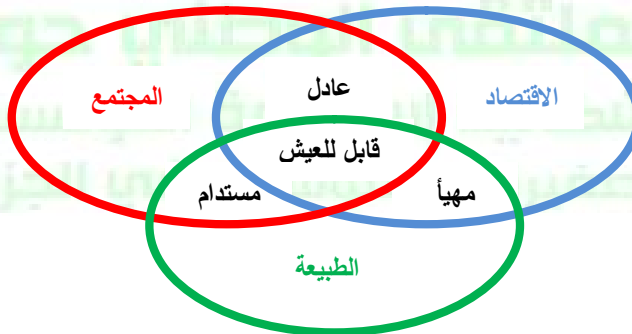 عادل
المجتمع
الاقتصاد
قابل للعيش
مستدام
مهيأ
الطبيعة